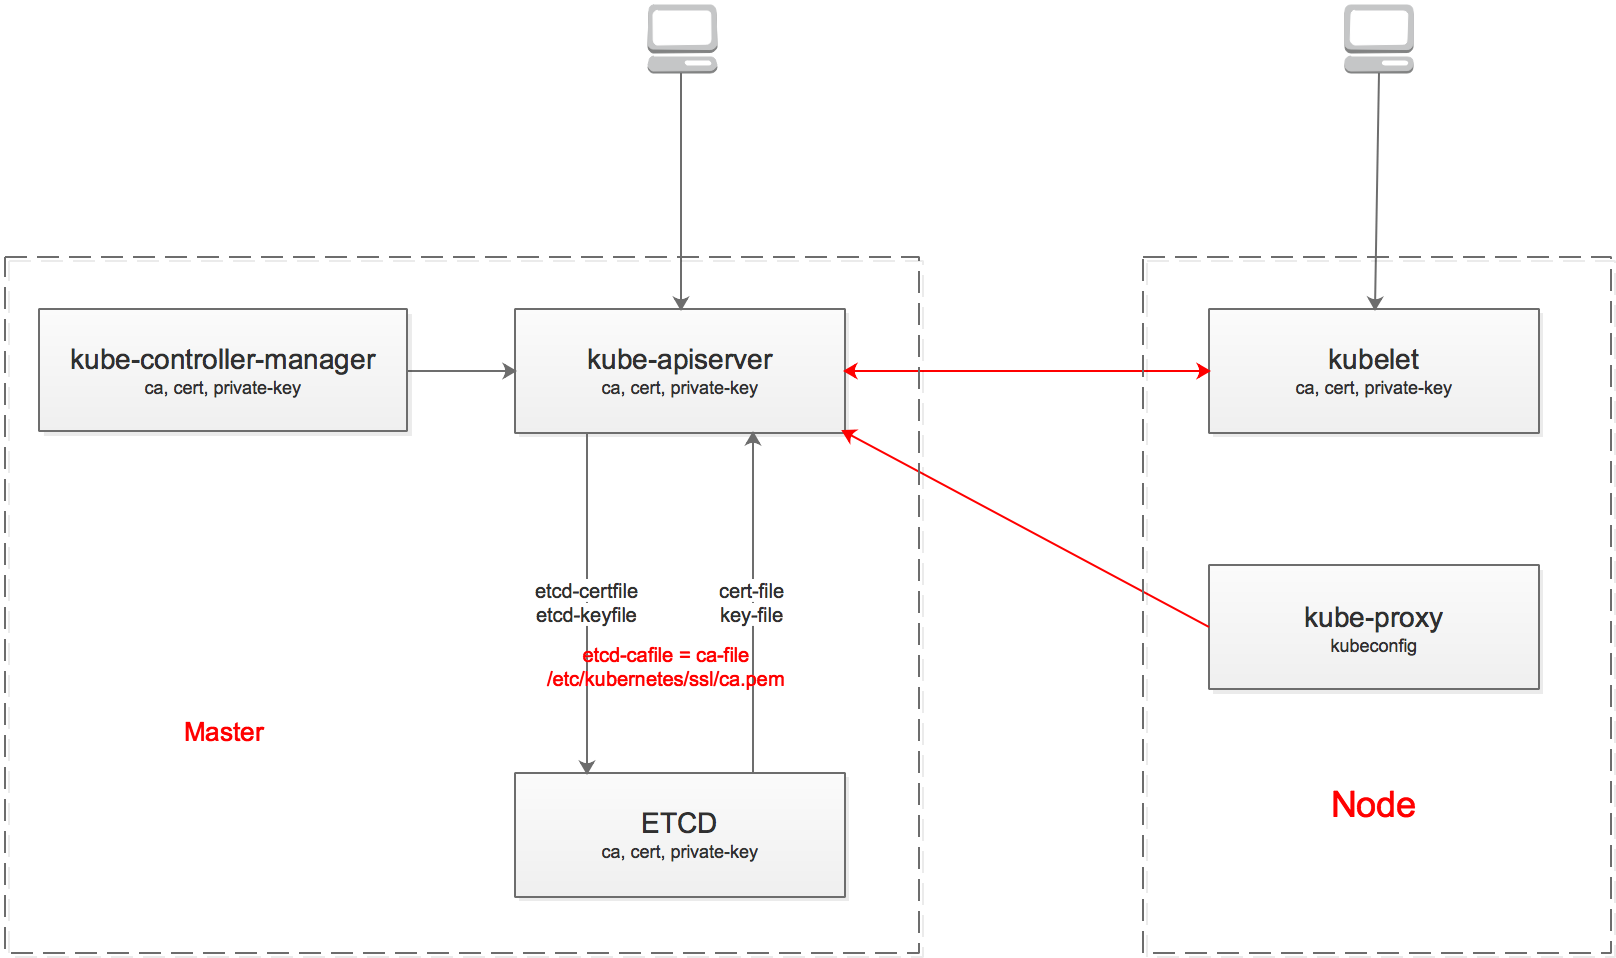 kube-controller-manager
ca, cert, private-key
kube-apiserver
ca, cert, private-key
kubelet
ca, cert, private-key
etcd-certfile
etcd-keyfile
cert-file
key-file
etcd-cafile = ca-file
/etc/kubernetes/ssl/ca.pem
kube-proxy
kubeconfig
Master
ETCD
ca, cert, private-key
Node